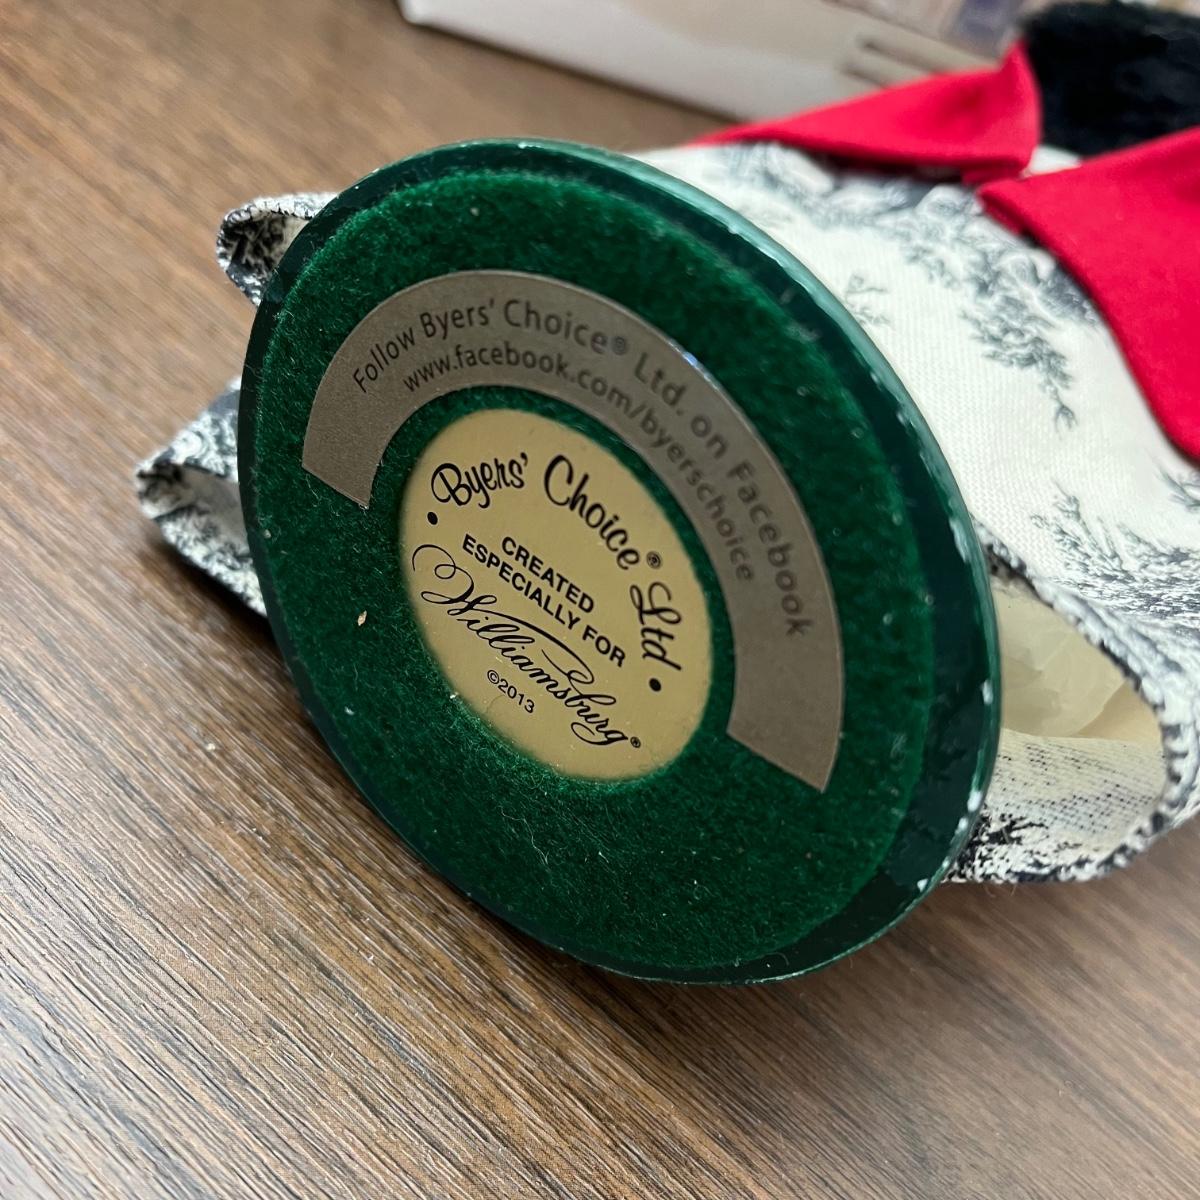 Follow Byers' Choice® Ltd. on Facebook
www.facebook.com/byerschoice
Byers' Choice® Ltd
• CREATED
ESPECIALLY FOR •
Williamsburg®
©2013